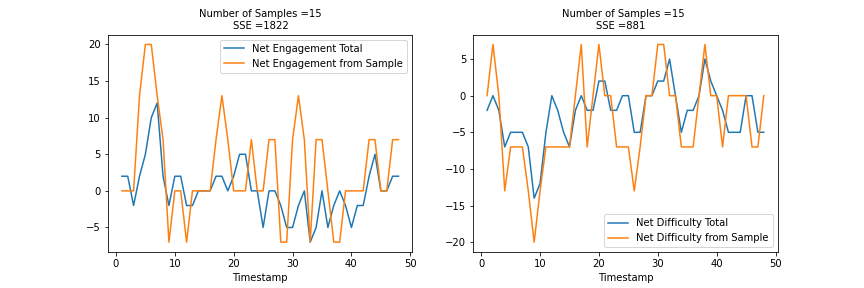 Number of Samples =15
SSE =1822
20
15
10
5
0
−5
Net Engagement Total
Net Engagement from Sample
0
10
20
30
40
50
Timestamp
Number of Samples =15
SSE =881
5
0
−5
−10
−15
−20
Net Difficulty Total
Net Difficulty from Sample
0
10
20
30
40
50
Timestamp